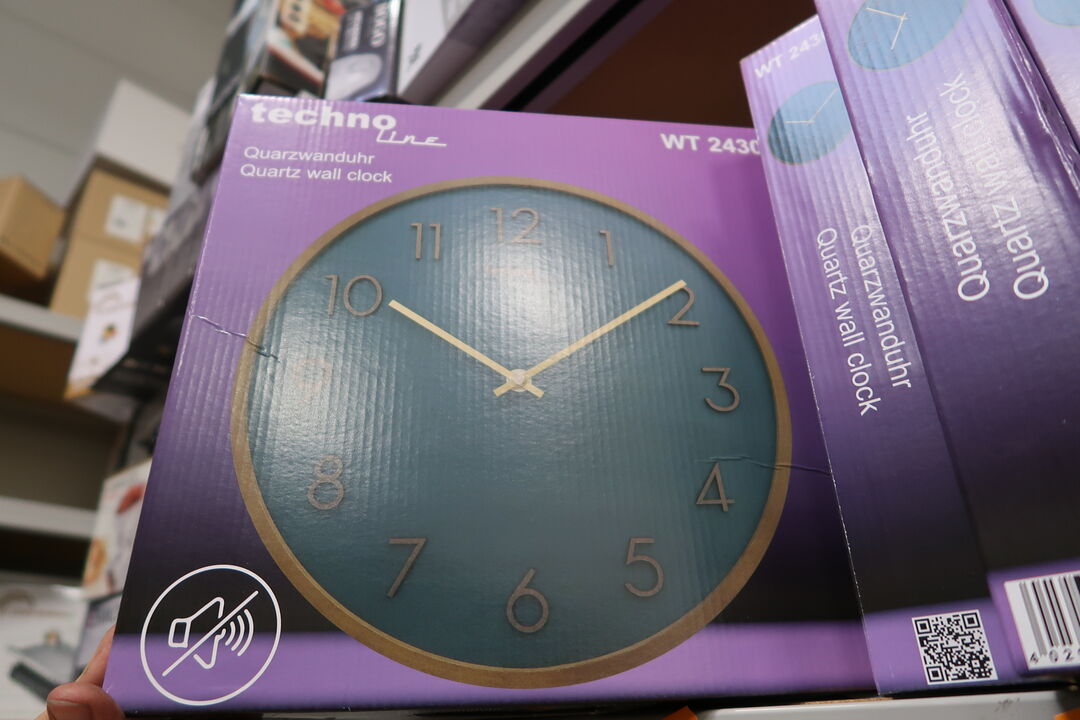 techno
line
Quarzwanduhr
Quartz wall clock
WT 2430
12
11
1
10
2
3
8
4
7
5
6
WT 243
Quarzwanduhr
Quartz wall clock
Quarzwanduhr
Quartz wall clock